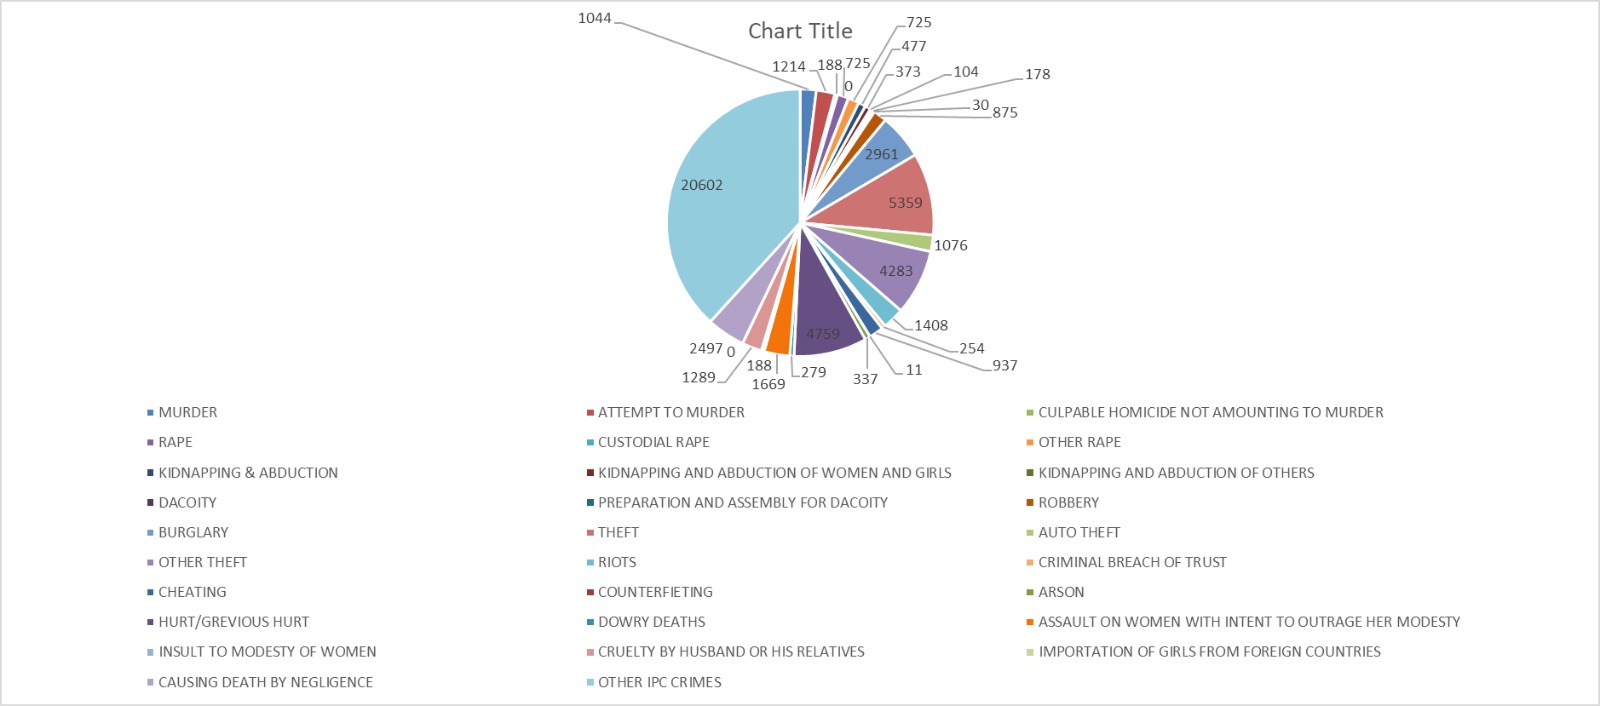 Chart Title
1044
1214
188
725
0
725
477
373
104
178
30
875
2961
5359
1076
4283
1408
254
937
11
337
4759
279
1669
188
1289
0
2497
20602
MURDER
ATTEMPT TO MURDER
CULPABLE HOMICIDE NOT AMOUNTING TO MURDER
RAPE
CUSTODIAL RAPE
OTHER RAPE
KIDNAPPING & ABDUCTION
KIDNAPPING AND ABDUCTION OF WOMEN AND GIRLS
KIDNAPPING AND ABDUCTION OF OTHERS
DACOITY
PREPARATION AND ASSEMBLY FOR DACOITY
ROBBERY
BURGLARY
THEFT
AUTO THEFT
OTHER THEFT
RIOTS
CRIMINAL BREACH OF TRUST
CHEATING
COUNTERFIETING
ARSON
HURT/GREVIOUS HURT
DOWRY DEATHS
ASSAULT ON WOMEN WITH INTENT TO OUTRAGE HER MODESTY
INSULT TO MODESTY OF WOMEN
CRUELTY BY HUSBAND OR HIS RELATIVES
IMPORTATION OF GIRLS FROM FOREIGN COUNTRIES
CAUSING DEATH BY NEGLIGENCE
OTHER IPC CRIMES